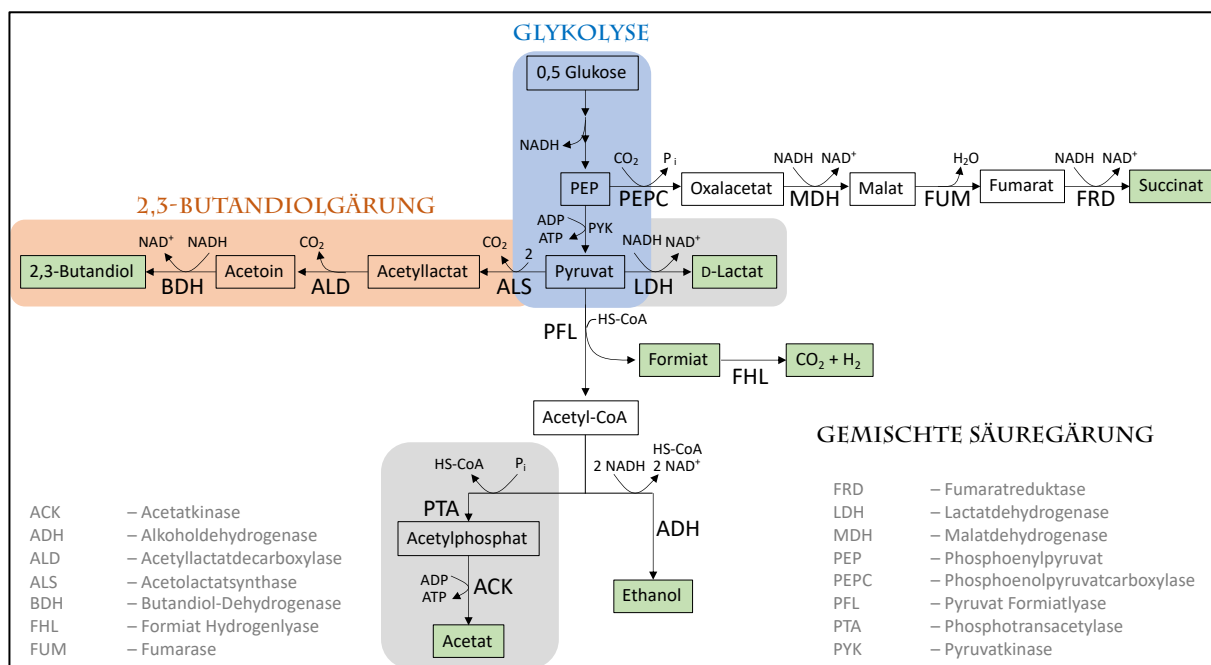 GLYKOLYSE
0,5 Glukose
NADH
CO2 Pi NADH NAD+ H2O NADH NAD+
PEP Oxalacetat Malat Fumarat Succinat
PEPC MDH FUM FRD
2,3-BUTANDIOLGÄRUNG
ADP
ATP
PYK
NAD+ NADH CO2 CO2 2 NADH NAD+
2,3-Butandiol Acetoin Acetyllactat Pyruvat D-Lactat
BDH ALD ALS LDH
PFL HS-CoA
Formiat CO2 + H2
FHL
Acetyl-CoA
GEMISCHTE SÄUREGÄRUNG
HS-CoA Pi 2 NADH HS-CoA
2 NAD+
PTA ADH
Acetylphosphat
ADP
ATP
ACK
Ethanol
Acetat
ACK – Acetatkinase
ADH – Alkoholdehydrogenase
ALD – Acetyllactatdecarboxylase
ALS – Acetolactatsynthase
BDH – Butandiol-Dehydrogenase
FHL – Formiat Hydrogenlyase
FUM – Fumarase
FRD – Fumaratreduktase
LDH – Lactatdehydrogenase
MDH – Malatdehydrogenase
PEP – Phosphoenylpyruvat
PEPC – Phosphoenolpyruvatcarboxylase
PFL – Pyruvat Formiatlyase
PTA – Phosphotransacetylase
PYK – Pyruvatkinase